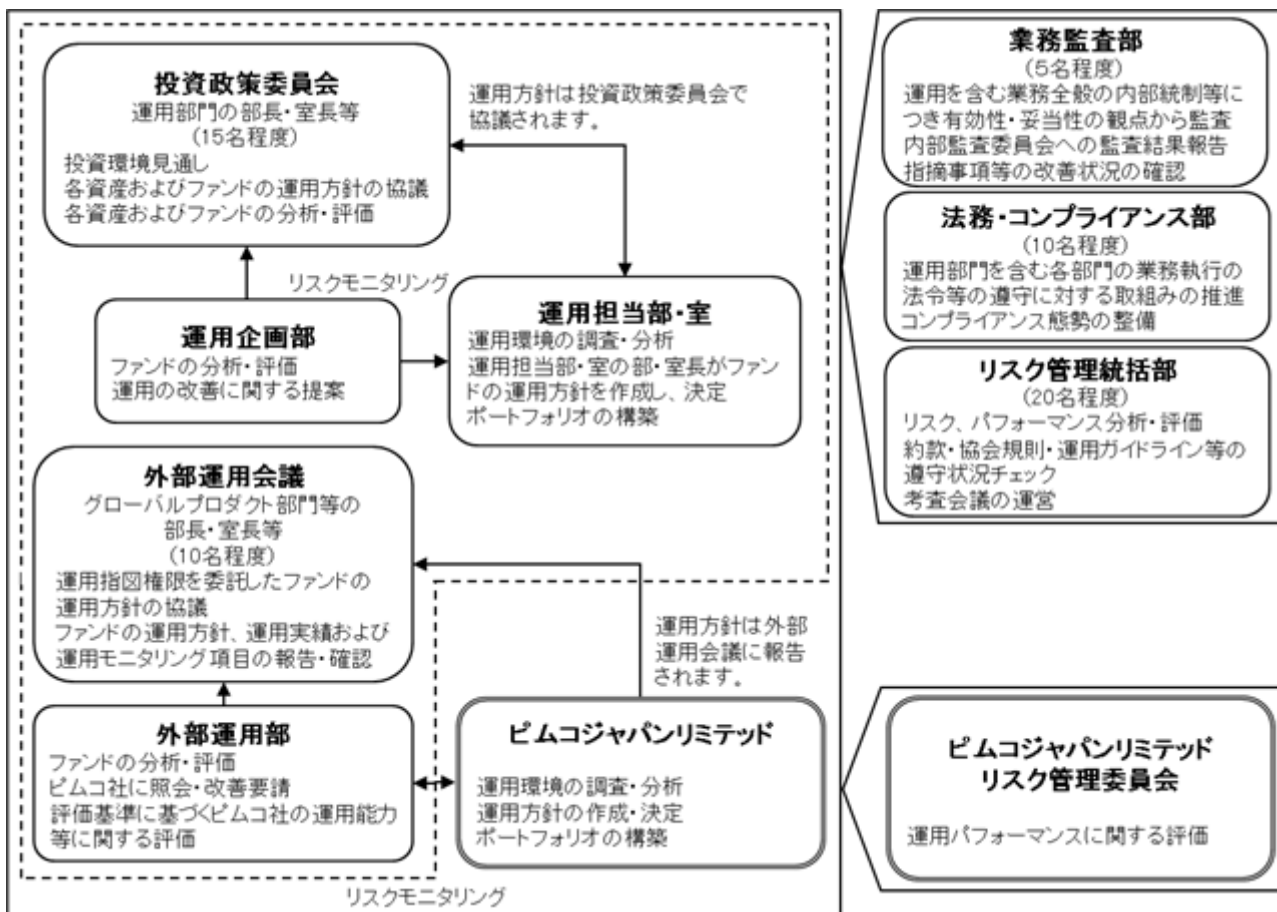 投資政策委員会
運用部門の部長・室長等
(15名程度)
投資環境見通し
各資産およびファンドの運用方針の協議
各資産およびファンドの分析・評価
運用方針は投資政策委員会で
協議されます。
リスクモニタリング
運用企画部
ファンドの分析・評価
運用の改善に関する提案
運用担当部・室
運用環境の調査・分析
運用担当部・室の部・室長がファン
ドの運用方針を作成し、決定
ポートフォリオの構築
外部運用会議
グローバルプロダクト部門等の
部長・室長等
(10名程度)
運用指図権限を委託したファンドの
運用方針の協議
ファンドの運用方針、運用実績および
運用モニタリング項目の報告・確認
運用方針は外部
運用会議に報告
されます。
外部運用部
ファンドの分析・評価
ピムコ社に照会・改善要請
評価基準に基づくピムコ社の運用能力
等に関する評価
ピムコジャパンリミテッド
運用環境の調査・分析
運用方針の作成・決定
ポートフォリオの構築
リスクモニタリング
業務監査部
(5名程度)
運用を含む業務全般の内部統制等に
つき有効性・妥当性の観点から監査
内部監査委員会への監査結果報告
指摘事項等の改善状況の確認
法務・コンプライアンス部
(10名程度)
運用部門を含む各部門の業務執行の
法令等の遵守に対する取組みの推進
コンプライアンス態勢の整備
リスク管理統括部
(20名程度)
リスク、パフォーマンス分析・評価
約款・協会規則・運用ガイドライン等の
遵守状況チェック
考査会議の運営
ピムコジャパンリミテッド
リスク管理委員会
運用パフォーマンスに関する評価